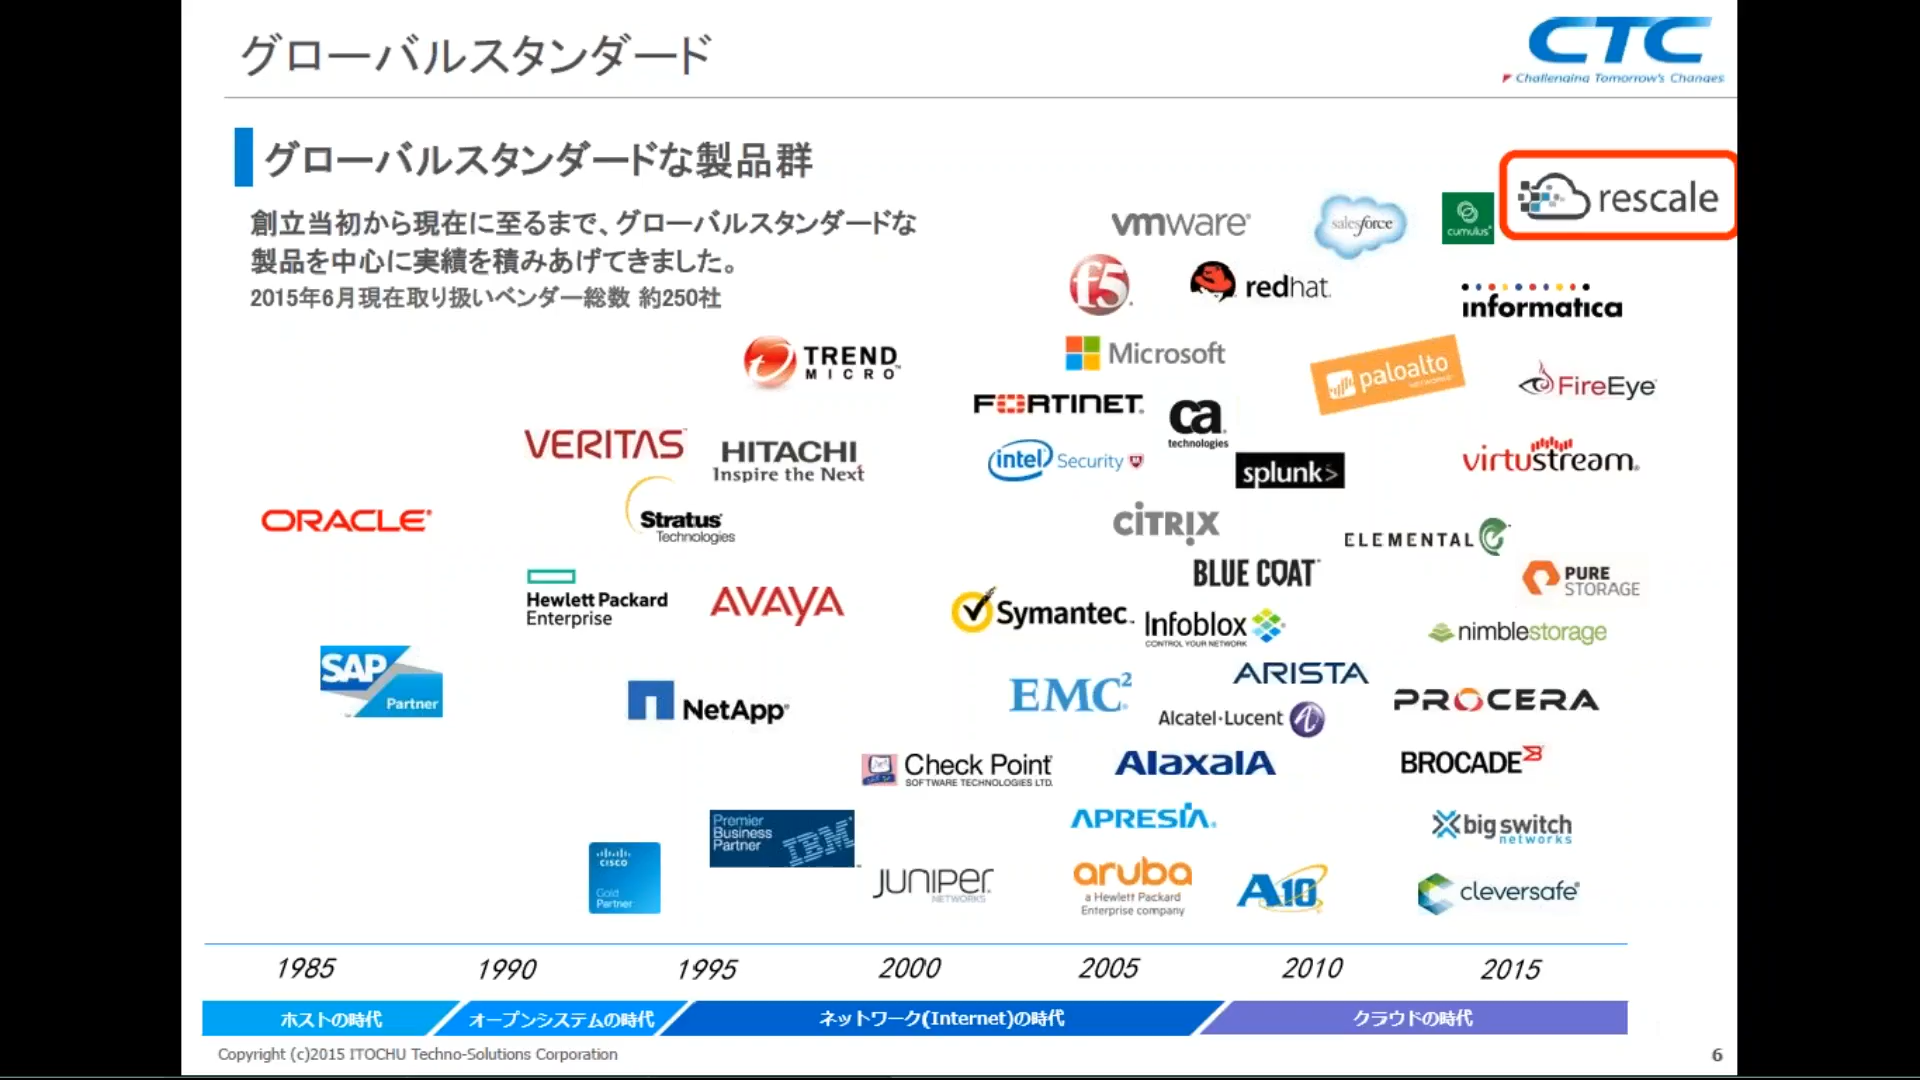 グローバルスタンダード
CTC
Challenging Tomorrow's Changes
グローバルスタンダードな製品群
創立当初から現在に至るまで、グローバルスタンダードな
製品を中心に実績を積みあげてきました。
2015年6月現在取り扱いベンダー総数 約250社
vmware®
salesforce
cumulus®
rescale
f5
redhat.
informatica
TREND
MICRO™
Microsoft
paloalto
NETWORKS
FireEye™
FORTINET®
ca
technologies
VERITAS™
HITACHI
Inspire the Next
intel Security
splunk>
virtustream®
ORACLE®
Stratus
Technologies
CITRIX
ELEMENTAL
BLUE COAT
PURE
STORAGE
Hewlett Packard
Enterprise
AVAYA
Symantec™
Infoblox
CONTROL YOUR NETWORK
nimblestorage
SAP
Partner
NetApp®
EMC²
ARISTA
Alcatel·Lucent
PROCERA
Check Point
SOFTWARE TECHNOLOGIES LTD.
AlaxalA
BROCADE
Premier
Business
Partner
IBM
APRESIA®
big switch
networks
CISCO
Gold
Partner
JUNIPER
NETWORKS
aruba
a Hewlett Packard
Enterprise company
A10
cleversafe®
1985 1990 1995 2000 2005 2010 2015
ホストの時代 オープンシステムの時代 ネットワーク(Internet)の時代 クラウドの時代
Copyright (c)2015 ITOCHU Techno-Solutions Corporation
6